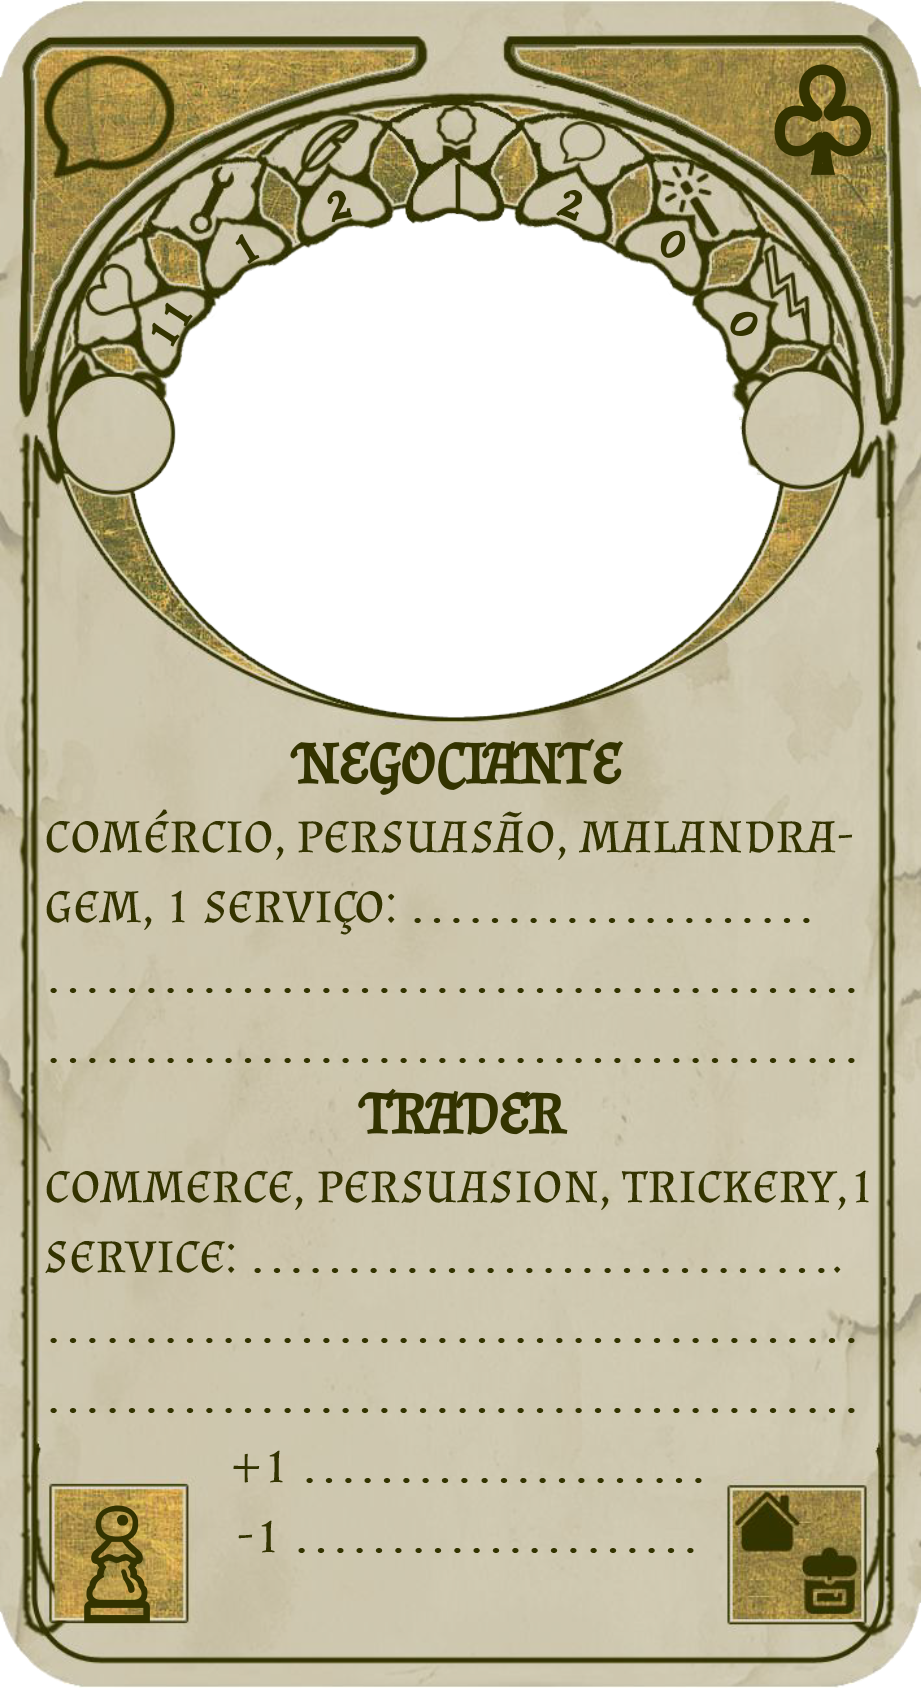 11 1 2 2 0 0
NEGOCIANTE
COMÉRCIO, PERSUASÃO, MALANDRA-
GEM, 1 SERVIÇO: .....................
..........................................
..........................................
TRADER
COMMERCE, PERSUASION, TRICKERY,1
SERVICE: ...............................
..........................................
..........................................
+1 .....................
-1 .....................